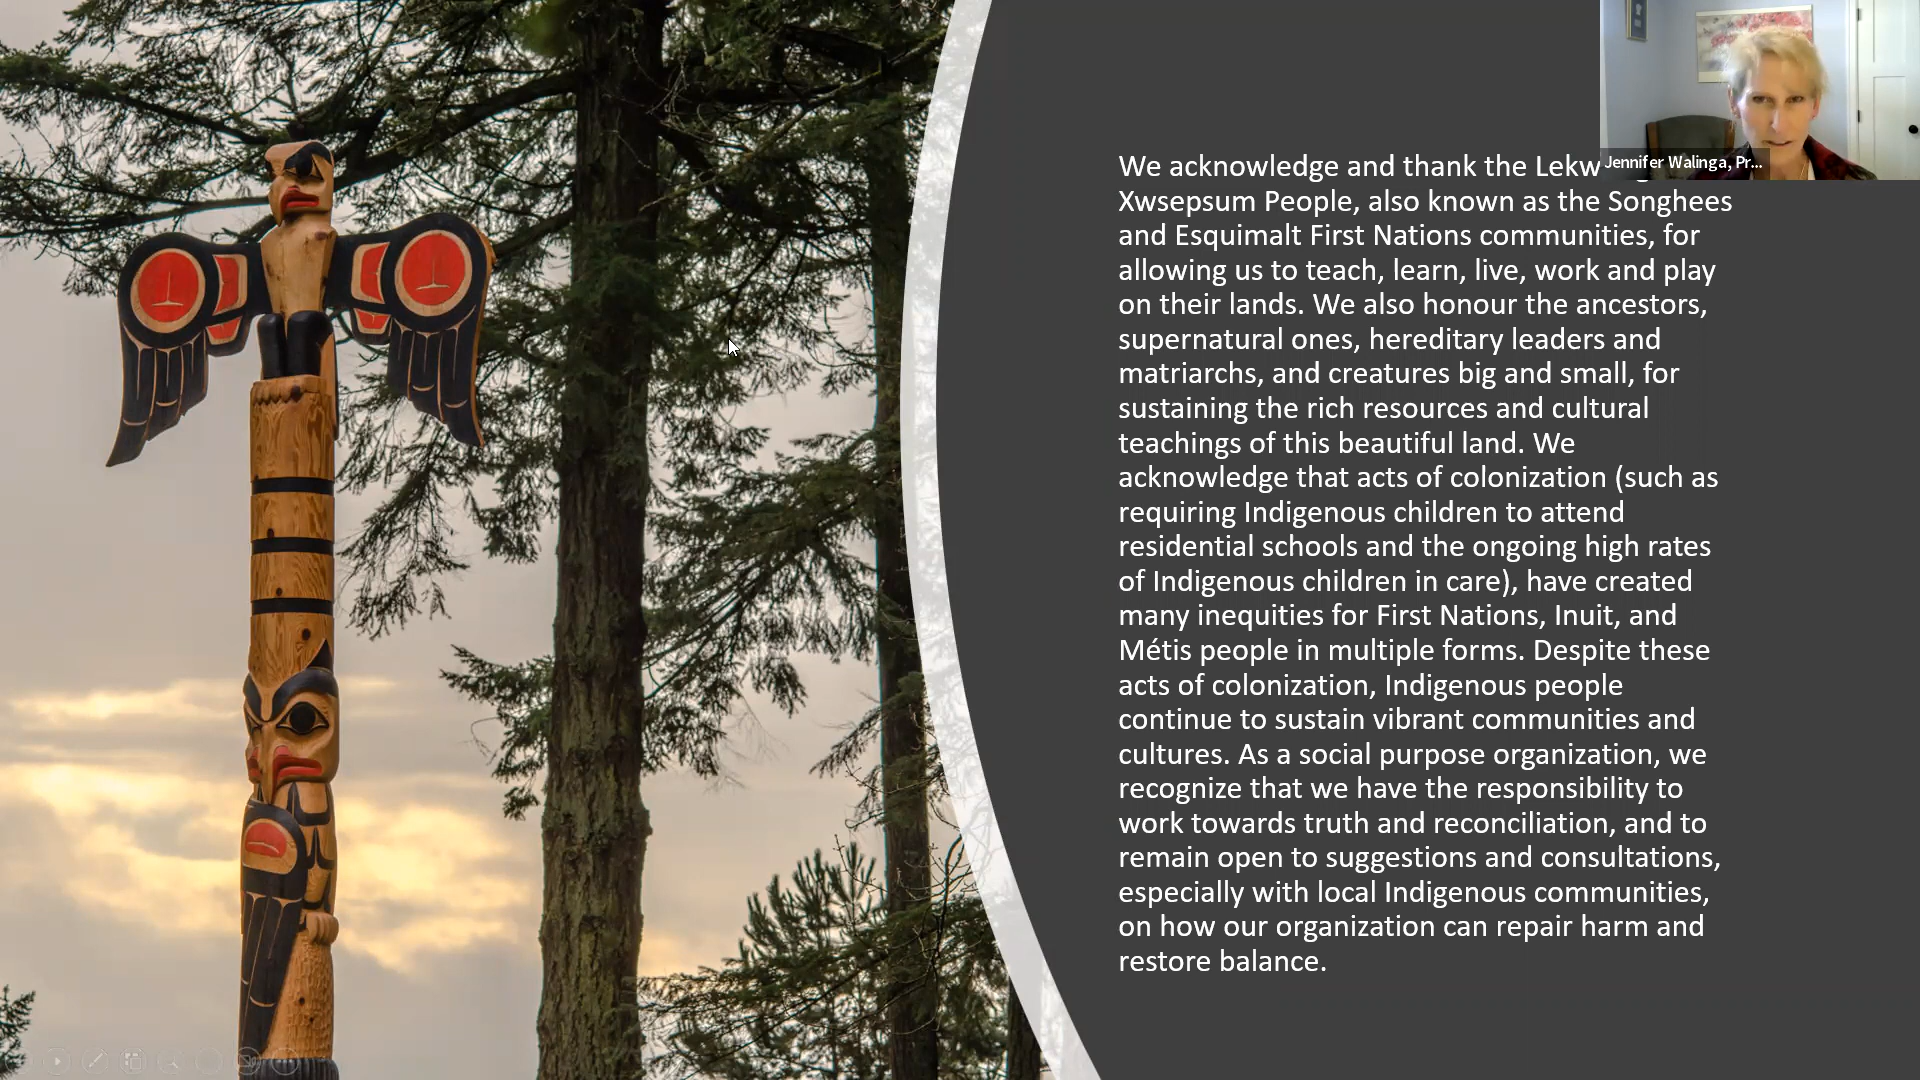 We acknowledge and thank the
Xwsepsum People, also known as the Songhees
and Esquimalt First Nations communities, for
allowing us to teach, learn, live, work and play
on their lands. We also honour the ancestors,
supernatural ones, hereditary leaders and
matriarchs, and creatures big and small, for
sustaining the rich resources and cultural
teachings of this beautiful land. We
acknowledge that acts of colonization (such as
requiring Indigenous children to attend
residential schools and the ongoing high rates
of Indigenous children in care), have created
many inequities for First Nations, Inuit, and
Métis people in multiple forms. Despite these
acts of colonization, Indigenous people
continue to sustain vibrant communities and
cultures. As a social purpose organization, we
recognize that we have the responsibility to
work towards truth and reconciliation, and to
remain open to suggestions and consultations,
especially with local Indigenous communities,
on how our organization can repair harm and
restore balance.
Jennifer Walinga, Pr...